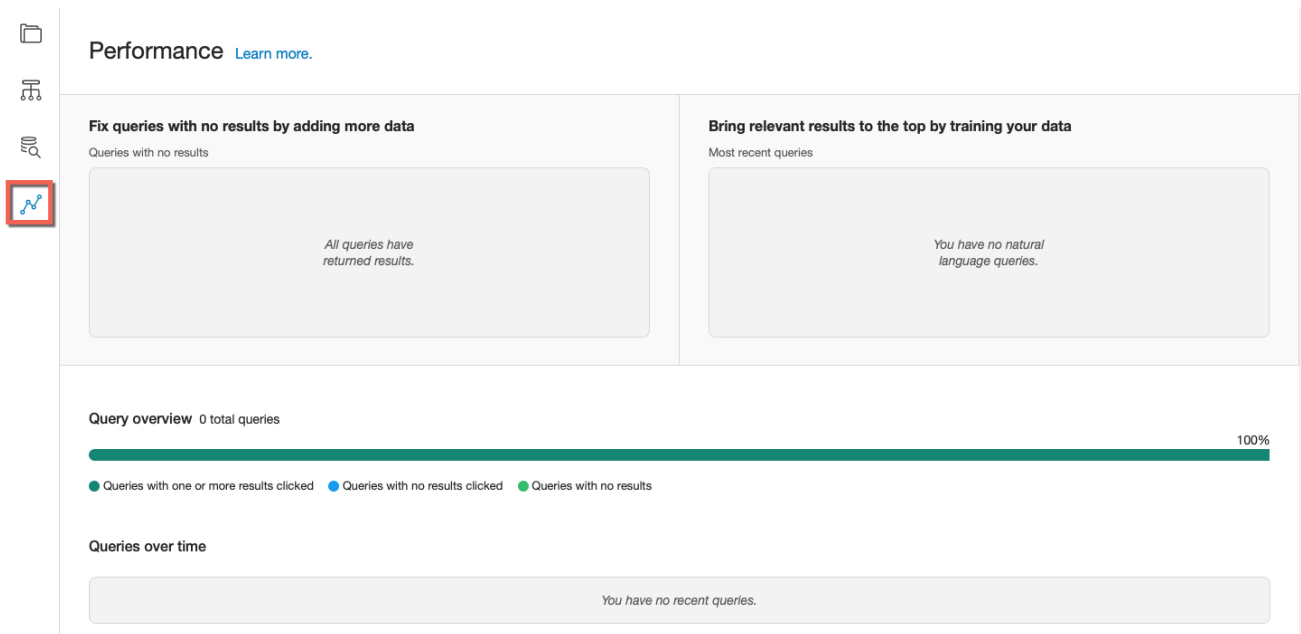 Performance Learn more.
Fix queries with no results by adding more data
Queries with no results
All queries have
returned results.
Bring relevant results to the top by training your data
Most recent queries
You have no natural
language queries.
Query overview 0 total queries
100%
Queries with one or more results clicked Queries with no results clicked Queries with no results
Queries over time
You have no recent queries.